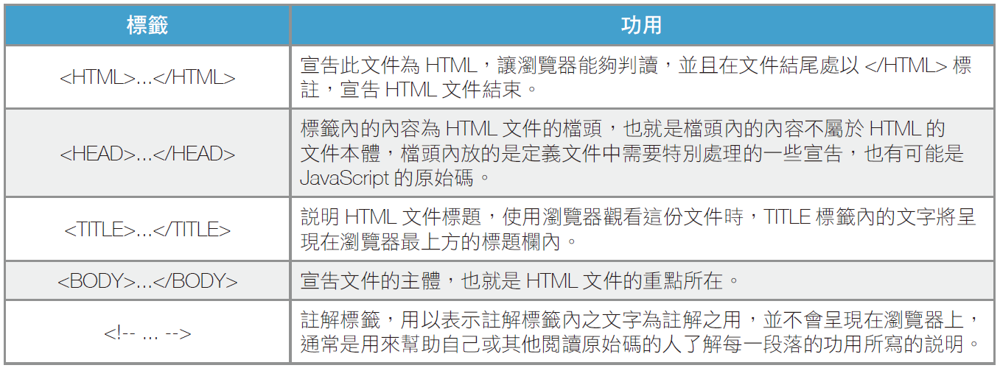 標籤
功用
<HTML>...</HTML>
宣告此文件為 HTML，讓瀏覽器能夠判讀，並且在文件結尾處以 </HTML> 標
註，宣告 HTML 文件結束。
<HEAD>...</HEAD>
標籤內的內容為 HTML 文件的檔頭，也就是檔頭內的內容不屬於 HTML 的
文件本體，檔頭內放的是定義文件中需要特別處理的一些宣告，也有可能是
JavaScript 的原始碼。
<TITLE>...</TITLE>
說明 HTML 文件標題，使用瀏覽器觀看這份文件時，TITLE 標籤內的文字將呈
現在瀏覽器最上方的標題欄內。
<BODY>...</BODY>
宣告文件的主體，也就是 HTML 文件的重點所在。
<!-- ... -->
註解標籤，用以表示註解標籤內之文字為註解之用，並不會呈現在瀏覽器上，
通常是用來幫助自己或其他閱讀原始碼的人了解每一段落的功用所寫的說明。